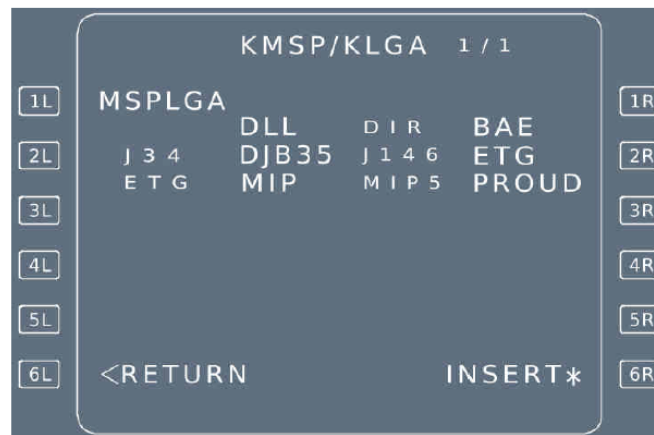 KMSP/KLGA 1/1
1L MSPLGA 1R
DLL DIR BAE
2L J34 DJB35 J146 ETG 2R
ETG MIP MIP5 PROUD
3L 3R
4L 4R
5L 5R
6L <RETURN INSERT* 6R